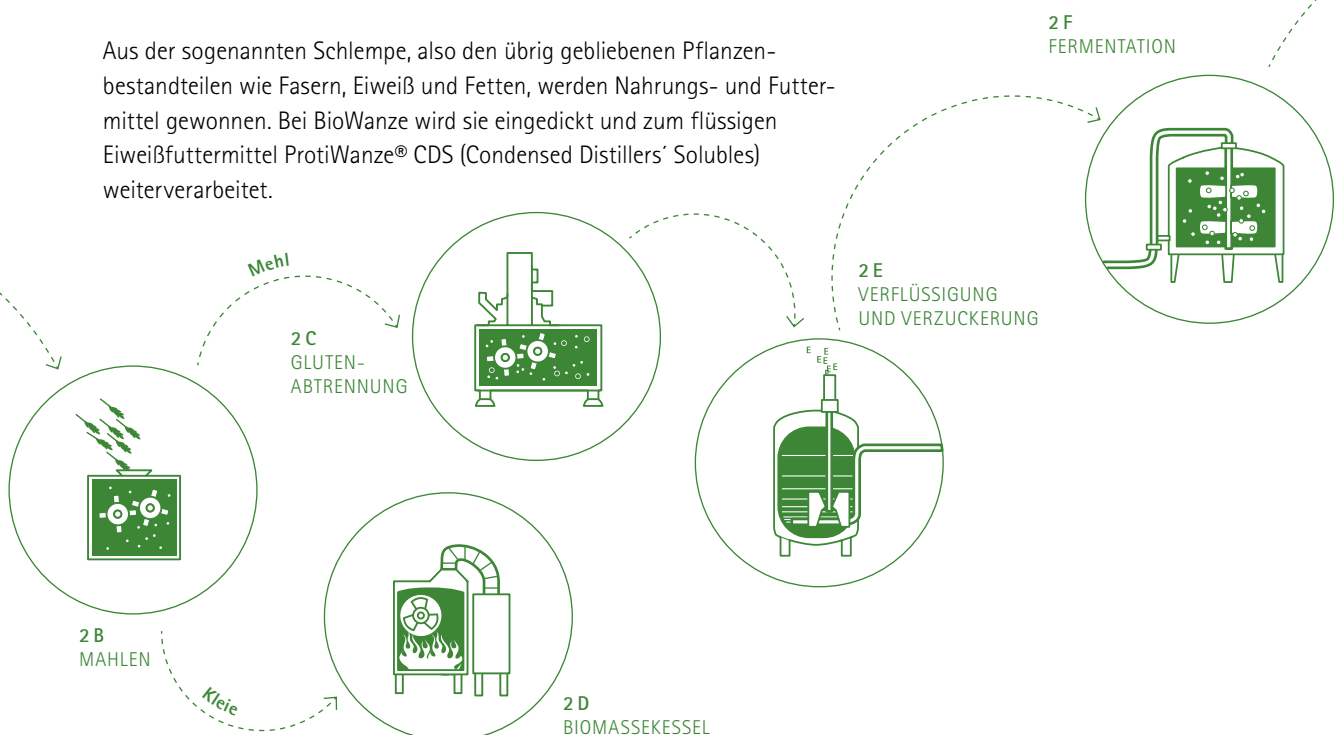 Aus der sogenannten Schlempe, also den übrig gebliebenen Pflanzen-
bestandteilen wie Fasern, Eiweiß und Fetten, werden Nahrungs- und Futter-
mittel gewonnen. Bei BioWanze wird sie eingedickt und zum flüssigen
Eiweißfuttermittel ProtiWanze® CDS (Condensed Distillers´ Solubles)
weiterverarbeitet.
2 F
FERMENTATION
Mehl
2 C
GLUTEN-
ABTRENNUNG
2 E
VERFLÜSSIGUNG
UND VERZUCKERUNG
E
E
E E
E E
E
2 B
MAHLEN
Kleie
2 D
BIOMASSEKESSEL